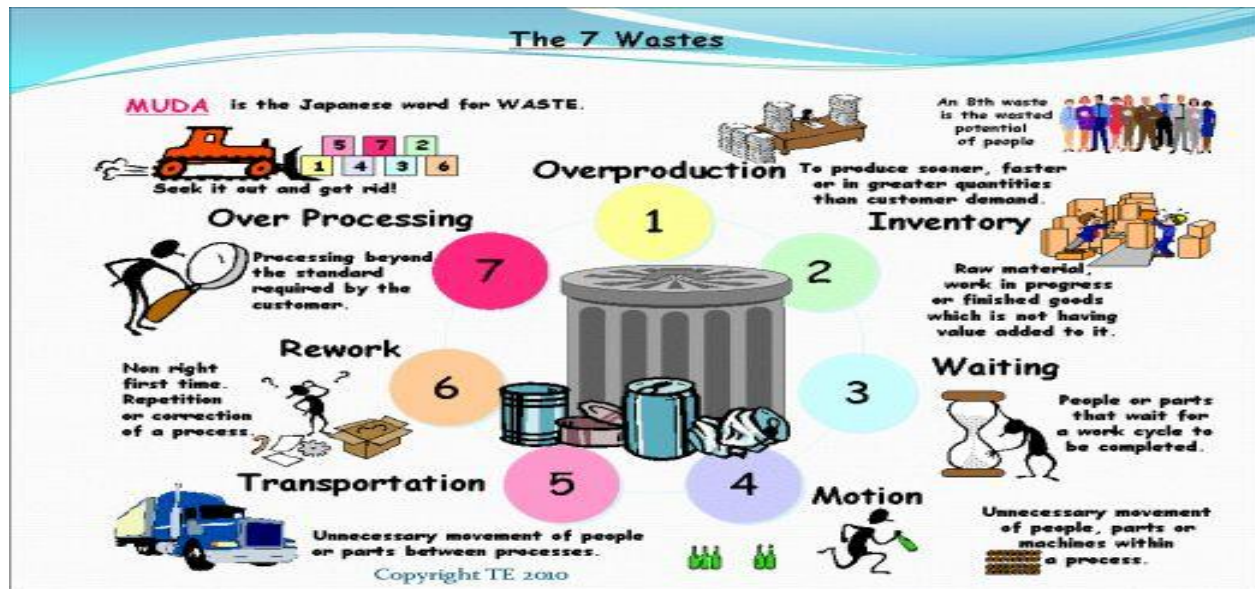 The 7 Wastes
MUDA is the Japanese word for WASTE.
5 7 2
1 4 3 6
Seek it out and get rid!
An 8th waste
is the wasted
potential
of people
Overproduction
To produce sooner, faster
or in greater quantities
than customer demand.
1
Inventory
Raw material,
work in progress
or finished goods
which is not having
value added to it.
2
Waiting
People or parts
that wait for
a work cycle to
be completed.
3
Motion
Unnecessary movement
of people, parts or
machines within
a process.
4
Transportation
Unnecessary movement of people
or parts between processes.
5
Rework
Non right
first time.
Repetition
or correction
of a process.
? ?
6
Over Processing
Processing beyond
the standard
required by the
customer.
7
Copyright TE 2010